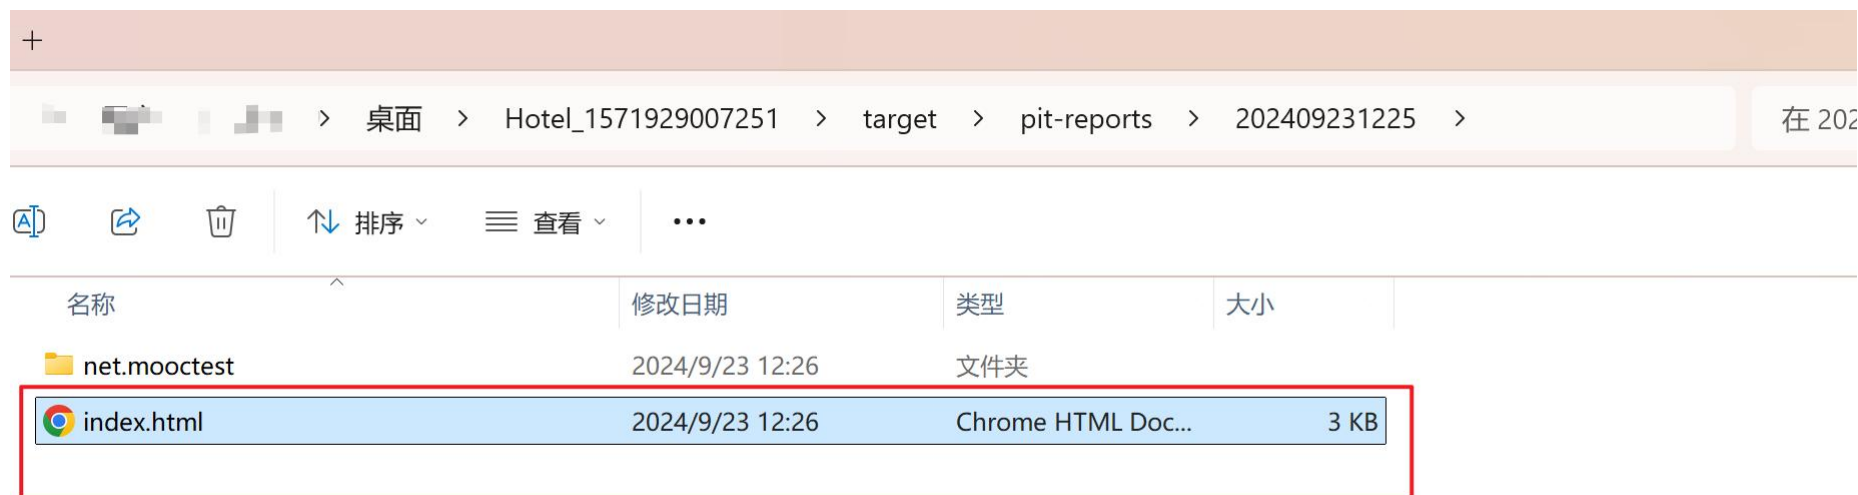 +
> 桌面 > Hotel_1571929007251 > target > pit-reports > 202409231225 > 在 202
A 排序 查看 •••
名称 修改日期 类型 大小
net.mooctest 2024/9/23 12:26 文件夹
index.html 2024/9/23 12:26 Chrome HTML Doc... 3 KB